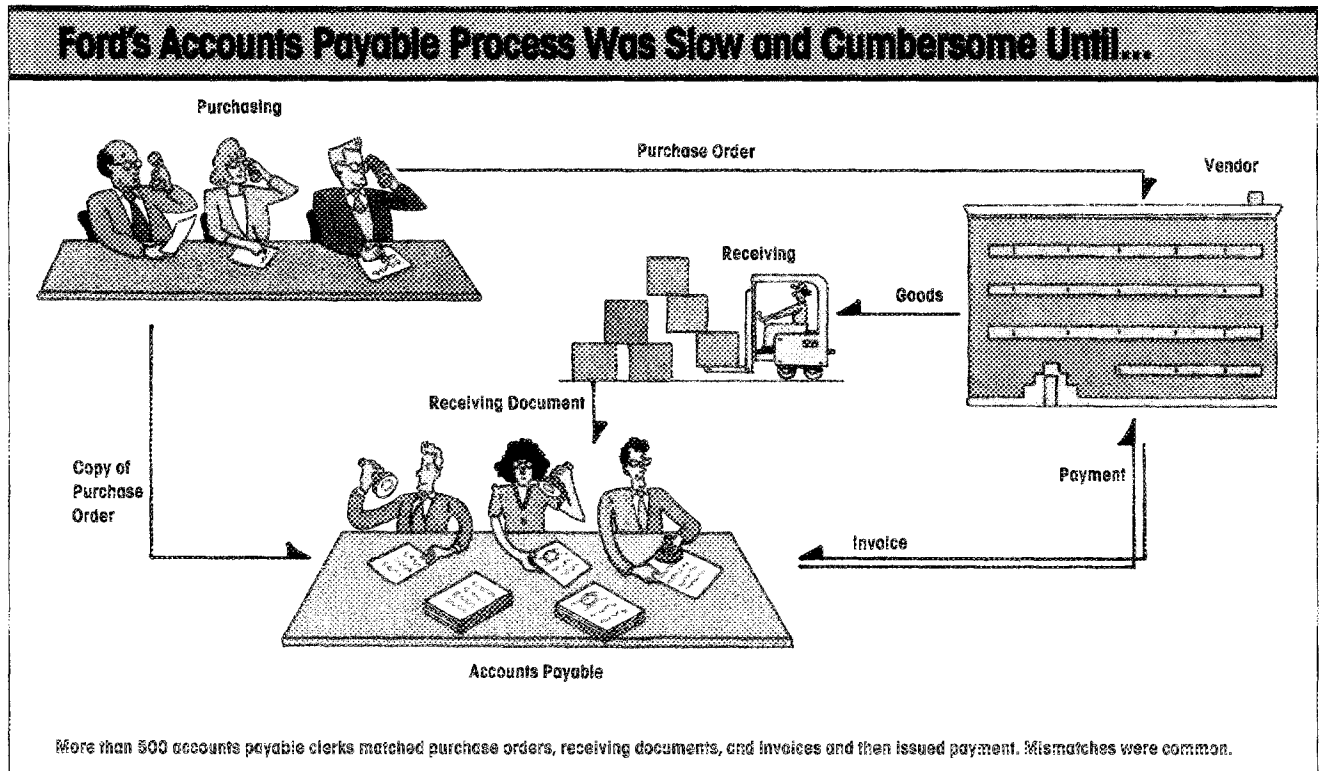 Ford's Accounts Payable Process Was Slow and Cumbersome Until...
Purchasing
Purchase Order
Vendor
Receiving
Goods
Receiving Document
Copy of
Purchase
Order
Payment
Invoice
Accounts Payable
More than 500 accounts payable clerks matched purchase orders, receiving documents, and invoices and then issued payment. Mismatches were common.